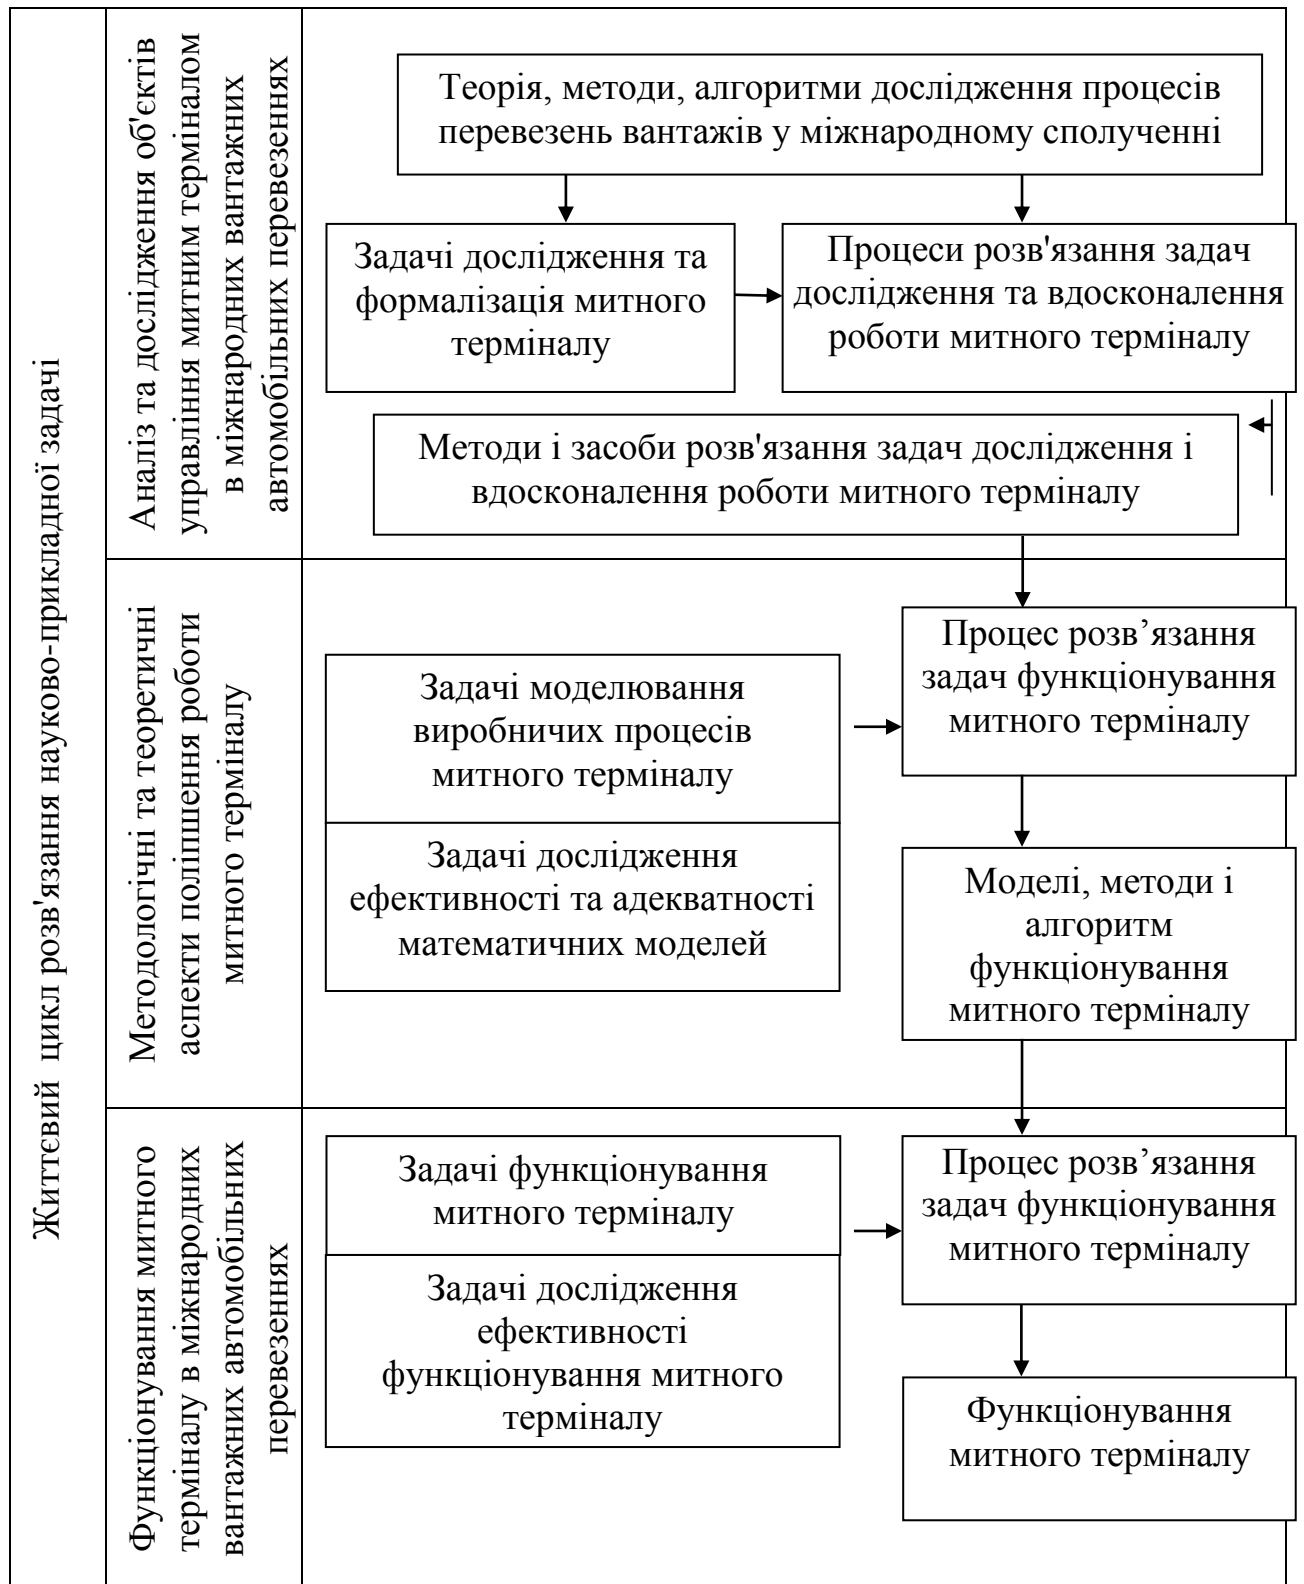 Життєвий цикл розв'язання науково-прикладної задачі
Аналіз та дослідження об'єктів
управління митним терміналом
в міжнародних вантажних
автомобільних перевезеннях
Теорія, методи, алгоритми дослідження процесів
перевезень вантажів у міжнародному сполученні
Задачі дослідження та
формалізація митного
терміналу
Процеси розв'язання задач
дослідження та вдосконалення
роботи митного терміналу
Методи і засоби розв'язання задач дослідження і
вдосконалення роботи митного терміналу
Методологічні та теоретичні
аспекти поліпшення роботи
митного терміналу
Задачі моделювання
виробничих процесів
митного терміналу
Задачі дослідження
ефективності та адекватності
математичних моделей
Процес розв’язання
задач функціонування
митного терміналу
Моделі, методи і
алгоритм
функціонування
митного терміналу
Функціонування митного
терміналу в міжнародних
вантажних автомобільних
перевезеннях
Задачі функціонування
митного терміналу
Задачі дослідження
ефективності
функціонування митного
терміналу
Процес розв’язання
задач функціонування
митного терміналу
Функціонування
митного терміналу